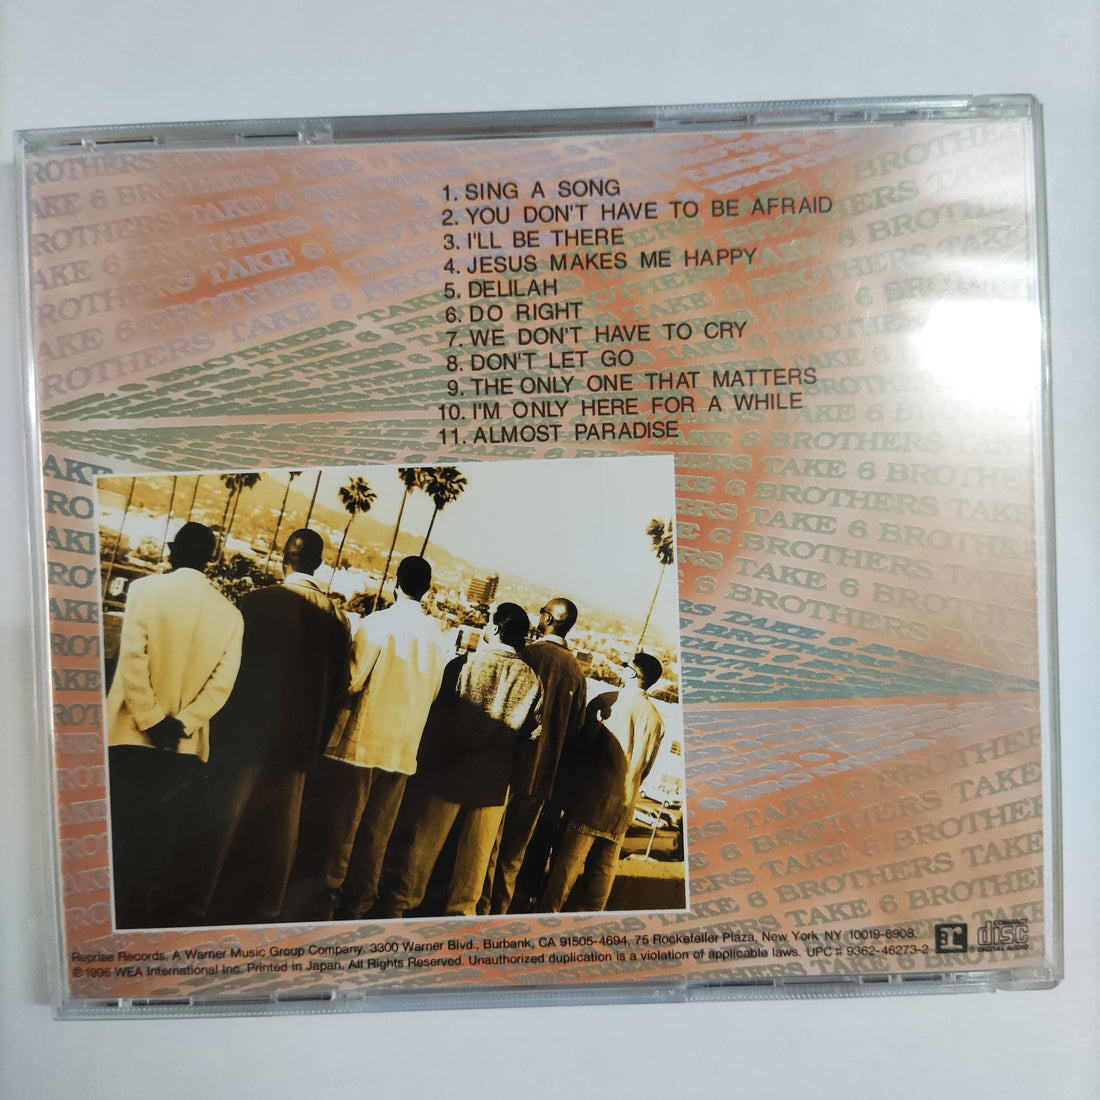 1. SING A SONG
2. YOU DON'T HAVE TO BE AFRAID
3. I'LL BE THERE
4. JESUS MAKES ME HAPPY
5. DELILAH
6. DO RIGHT
7. WE DON'T HAVE TO CRY
8. DON'T LET GO
9. THE ONLY ONE THAT MATTERS
10. I'M ONLY HERE FOR A WHILE
11. ALMOST PARADISE
TAKE 6 BROTHERS TAKE 6 BROTHERS
Reprise Records, A Warner Music Group Company, 3300 Warner Blvd., Burbank, CA 91505-4694, 75 Rockefeller Plaza, New York NY 10019-6908.
℗1996 WEA International Inc. Printed in Japan. All Rights Reserved. Unauthorized duplication is a violation of applicable laws. UPC # 9362-46273-2
COMPACT
disc
DIGITAL AUDIO